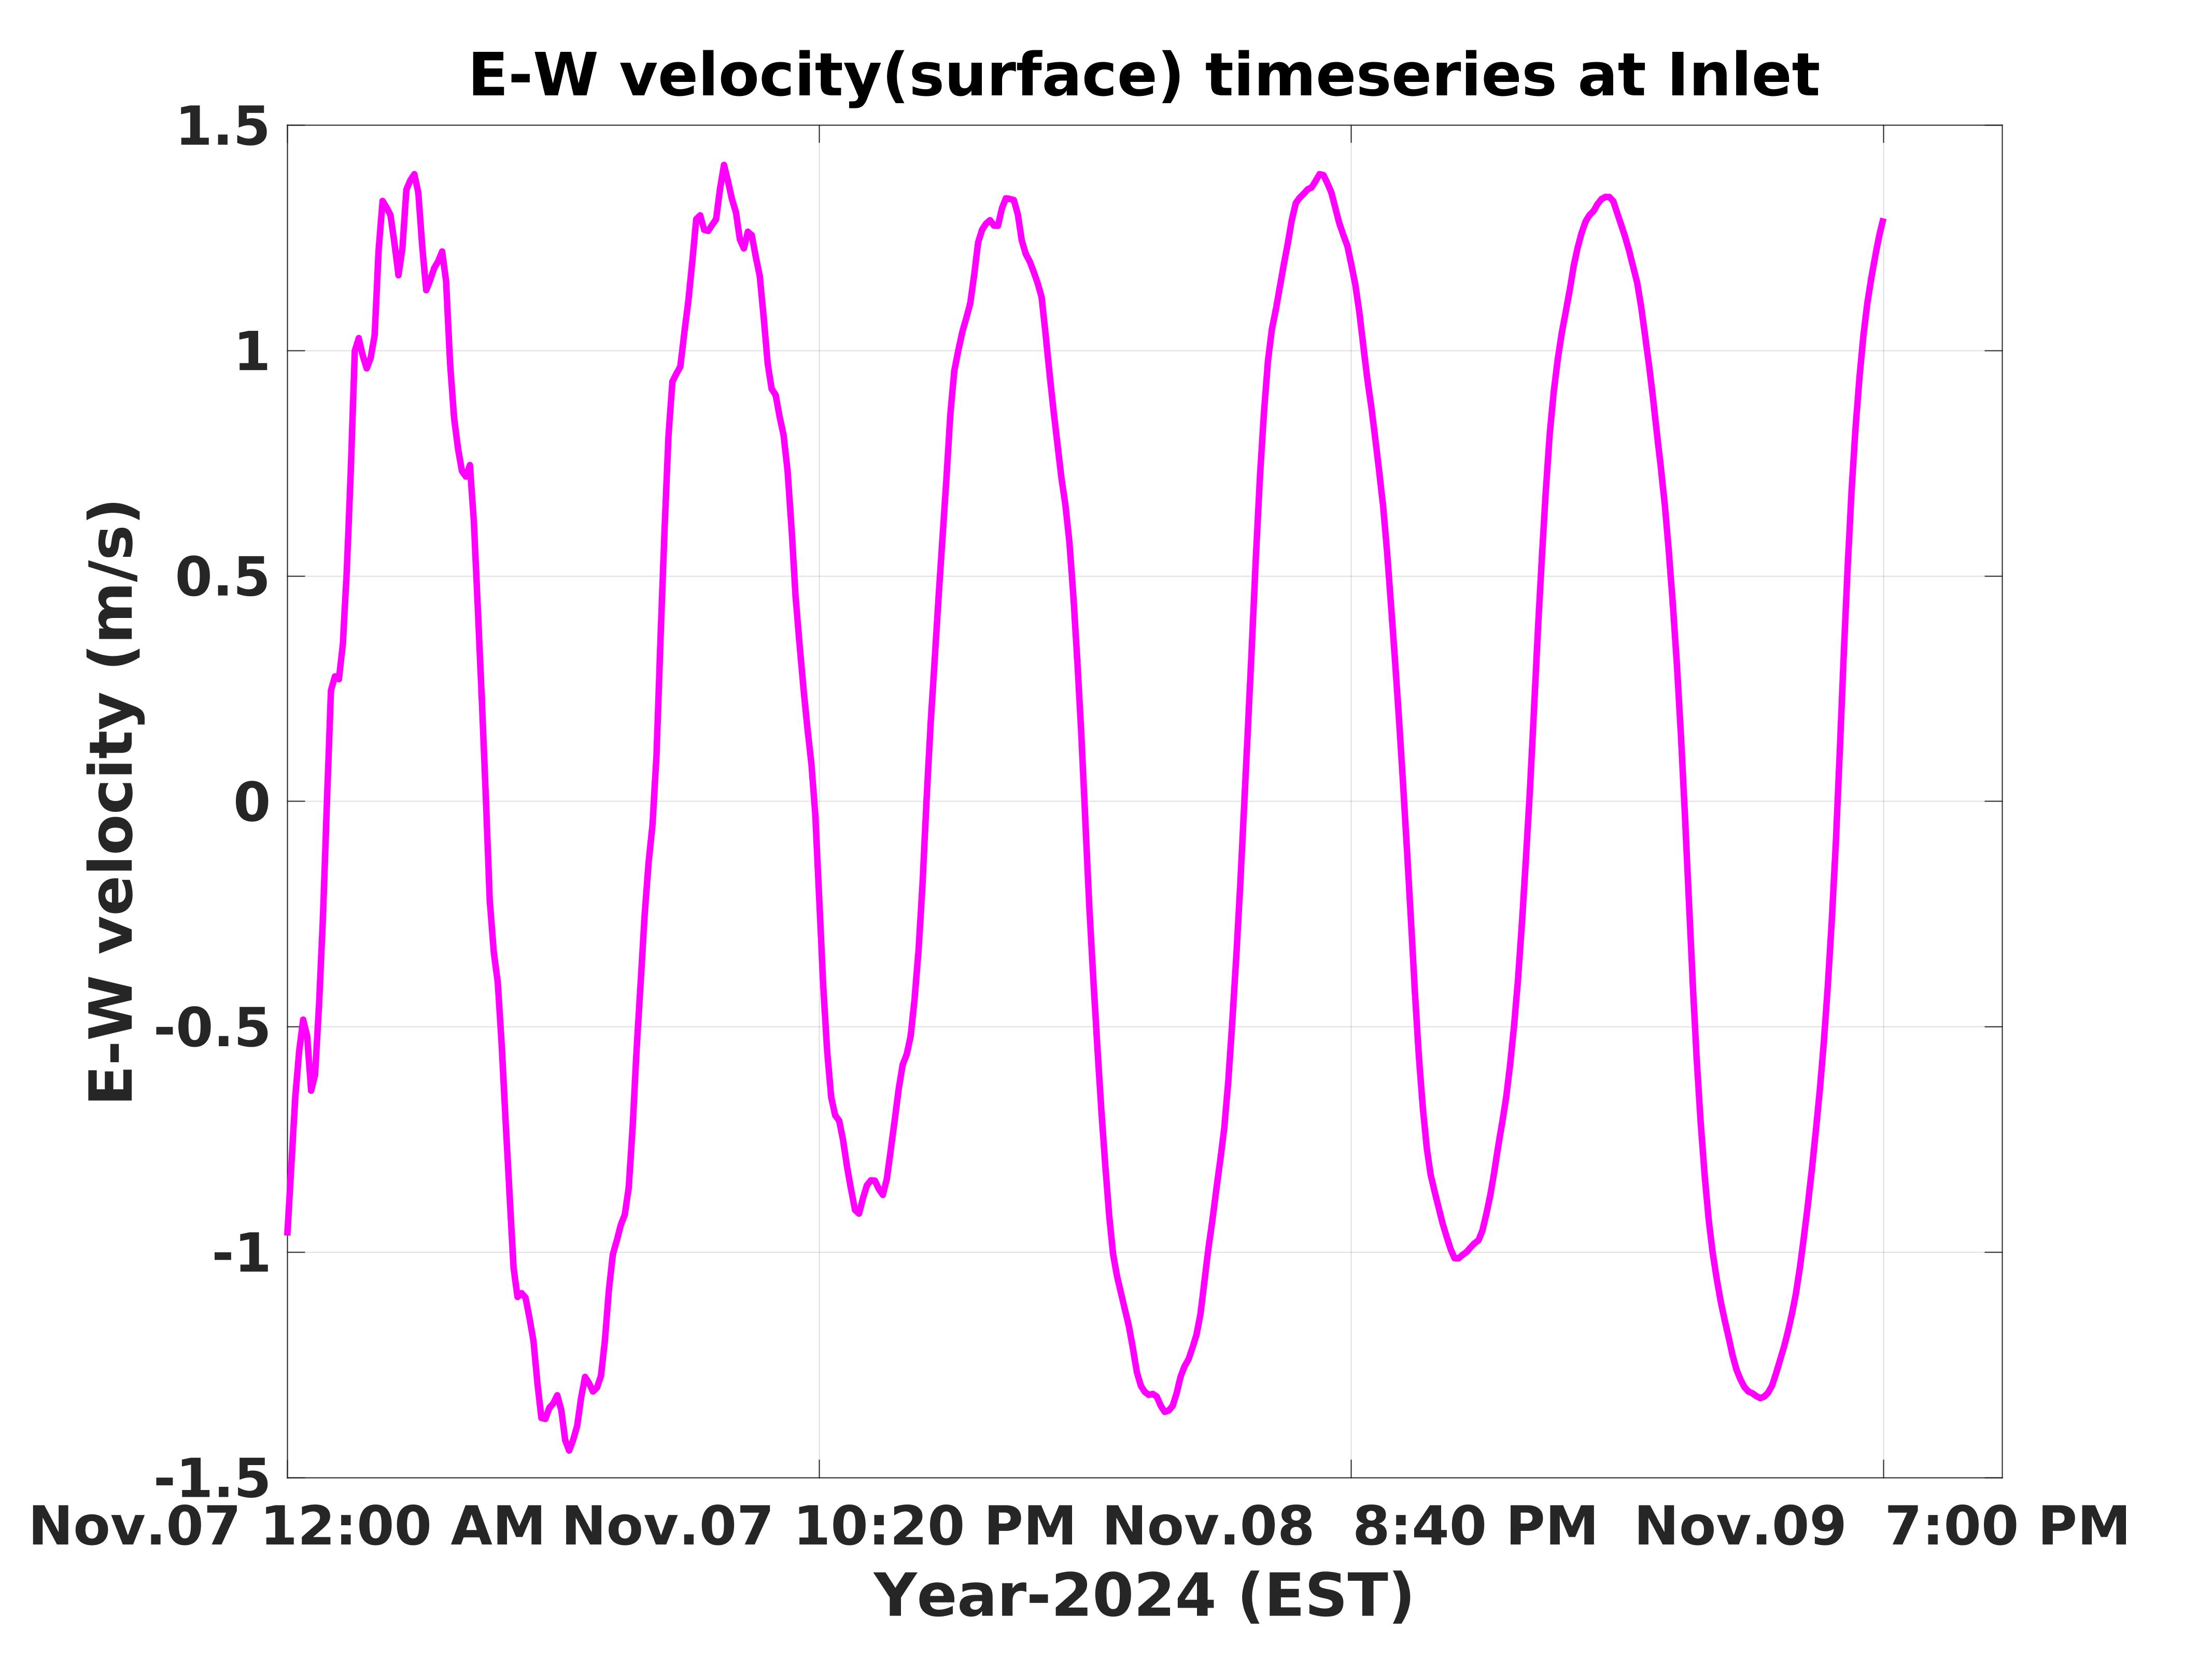 E-W velocity(surface) timeseries at Inlet
E-W velocity (m/s)
1.5
1
0.5
0
-0.5
-1
-1.5
Nov.07 12:00 AM Nov.07 10:20 PM Nov.08 8:40 PM Nov.09 7:00 PM
Year-2024 (EST)